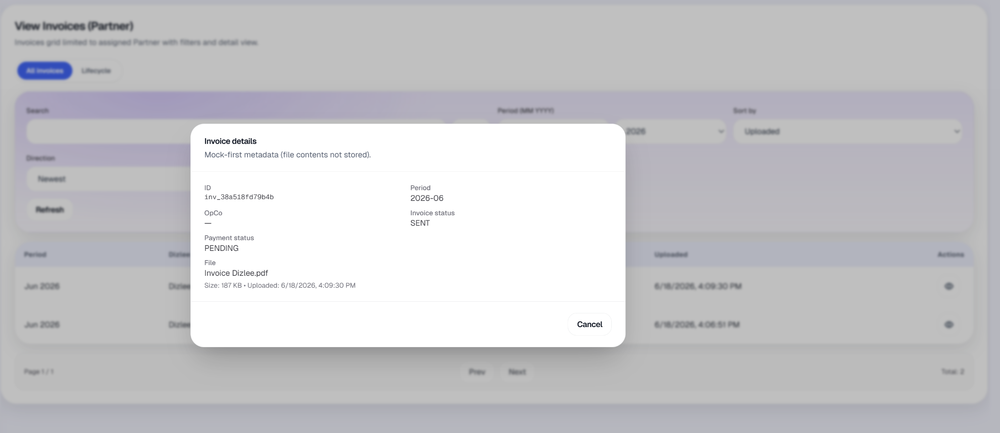 View Invoices (Partner)
Invoices grid limited to assigned Partner with filters and detail view.
All invoices
Lifecycle
Search
Period (MM YYYY)
Sort by
2026
Uploaded
Direction
Newest
Refresh
Invoice details
Mock-first metadata (file contents not stored).
ID
inv_38a518fd79b4b
Period
2026-06
OpCo
—
Invoice status
SENT
Payment status
PENDING
File
Invoice Dizlee.pdf
Size: 187 KB • Uploaded: 6/18/2026, 4:09:30 PM
Cancel
Period
Dizlee
Uploaded
Actions
Jun 2026
Dizlee
6/18/2026, 4:09:30 PM
Jun 2026
Dizlee
6/18/2026, 4:06:51 PM
Page 1 / 1
Prev
Next
Total: 2